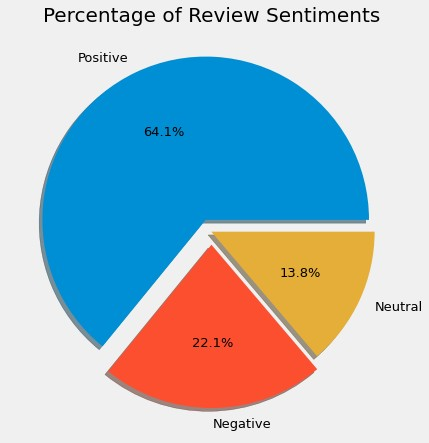 Percentage of Review Sentiments
Positive
64.1%
13.8%
Neutral
22.1%
Negative